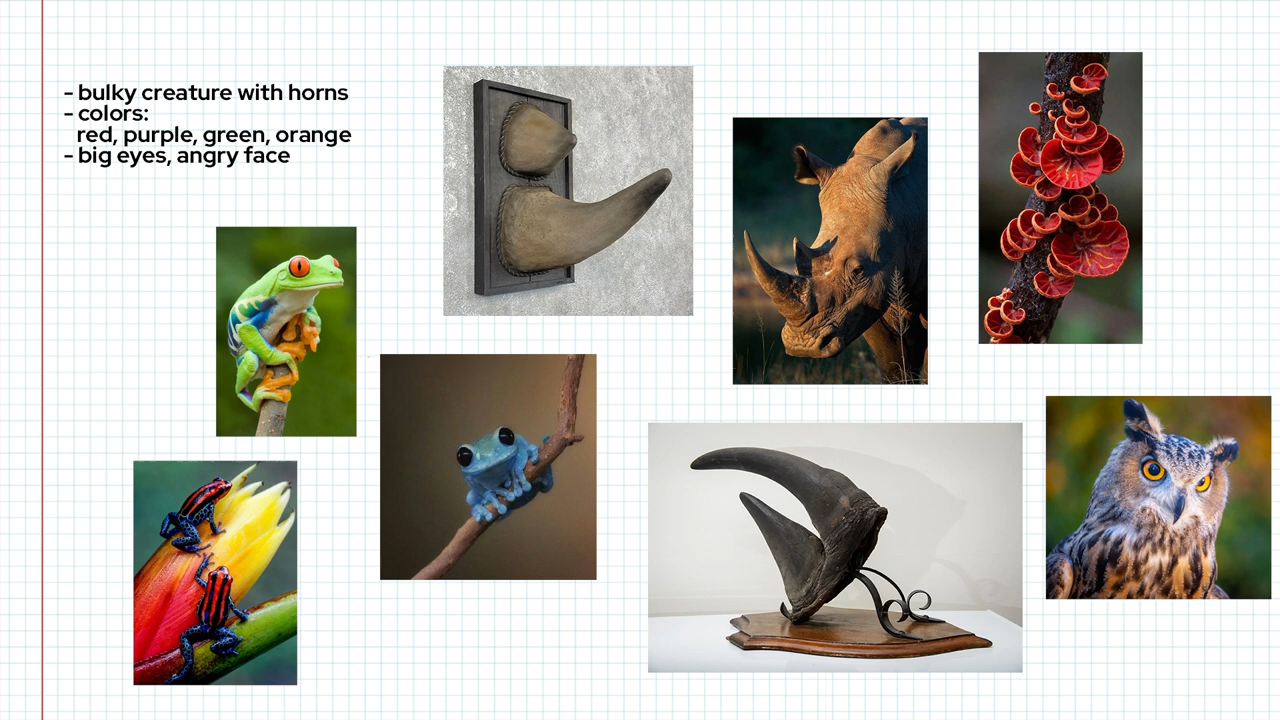 - bulky creature with horns
- colors:
red, purple, green, orange
- big eyes, angry face